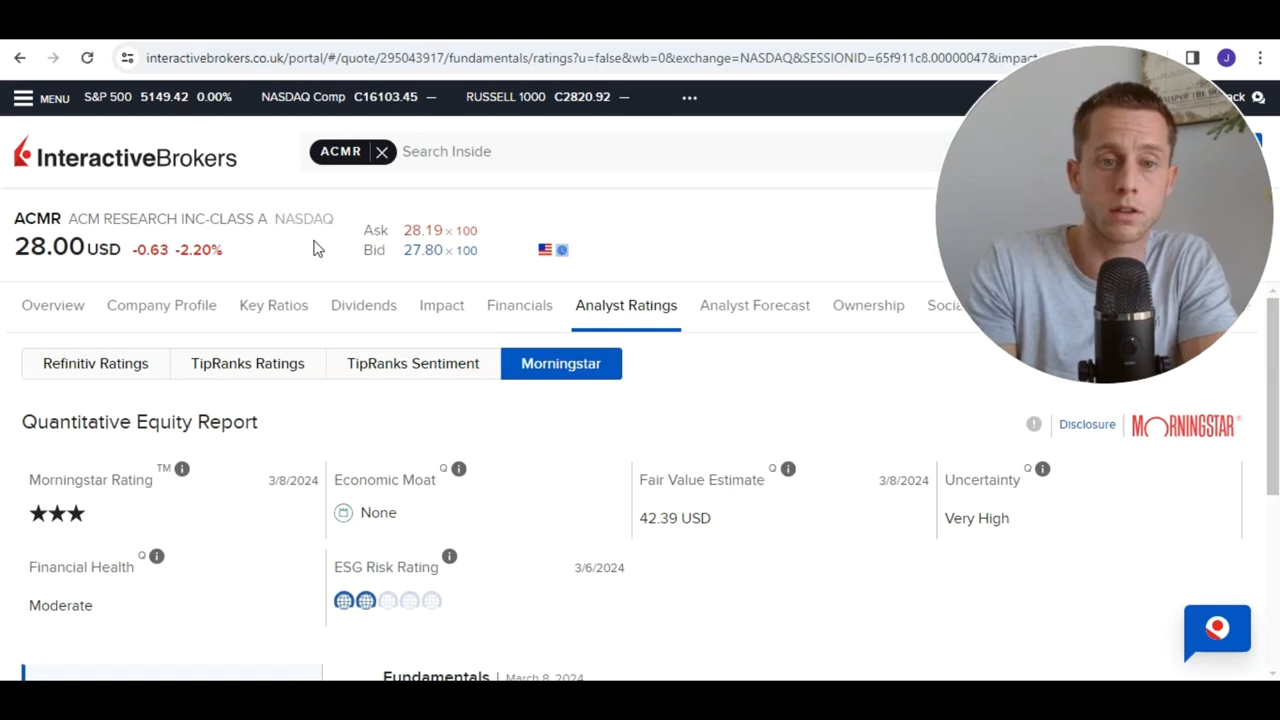 interactivebrokers.co.uk/portal/#/quote/295043917/fundamentals/ratings?u=false&wb=0&exchange=NASDAQ&SESSIONID=65f911c8.00000047&impact
J
MENU S&P 500 5149.42 0.00% NASDAQ Comp C16103.45 — RUSSELL 1000 C2820.92 — •••
InteractiveBrokers ACMR Search Inside
ACMR ACM RESEARCH INC-CLASS A NASDAQ
28.00 USD -0.63 -2.20%
Ask 28.19 × 100
Bid 27.80 × 100
Overview Company Profile Key Ratios Dividends Impact Financials Analyst Ratings Analyst Forecast Ownership
Refinitiv Ratings TipRanks Ratings TipRanks Sentiment Morningstar
Quantitative Equity Report
Disclosure MORNINGSTAR®
Morningstar Rating TM 3/8/2024 Economic Moat Q Fair Value Estimate Q 3/8/2024 Uncertainty Q
★★★ None 42.39 USD Very High
Financial Health Q ESG Risk Rating 3/6/2024
Moderate
Fundamentals | March 8, 2024